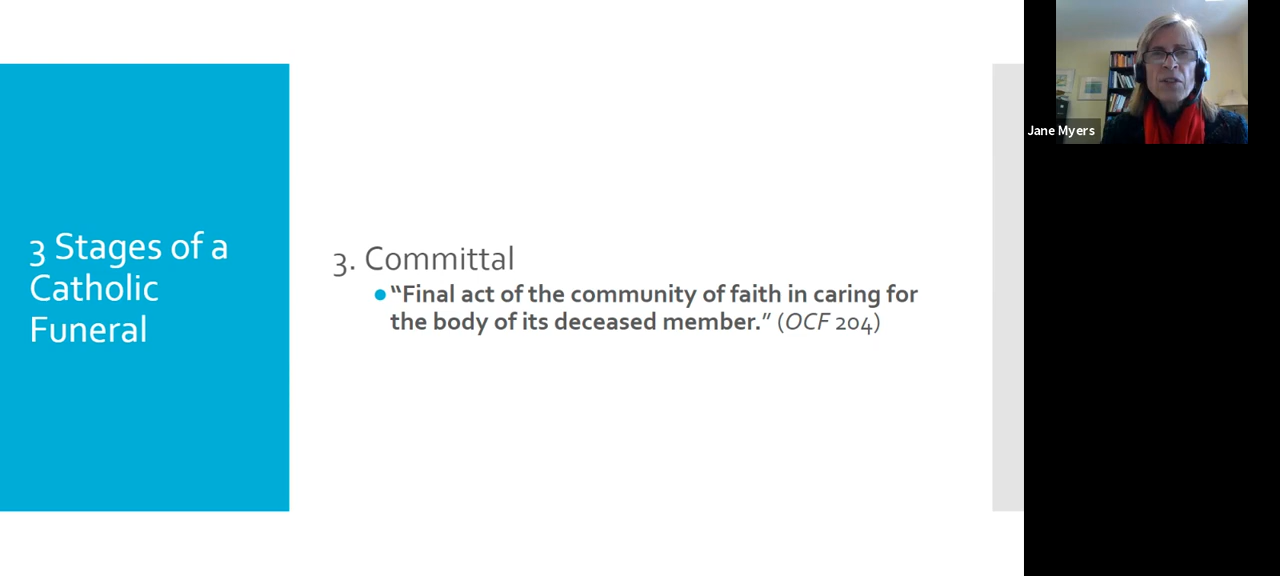 3 Stages of a
Catholic
Funeral
3. Committal
● “Final act of the community of faith in caring for
the body of its deceased member.” (OCF 204)
Jane Myers